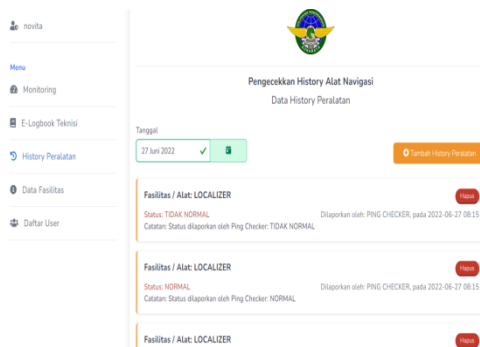 novita
Menu
Monitoring
E-Logbook Teknisi
History Peralatan
Data Fasilitas
Daftar User
Pengecekkan History Alat Navigasi
Data History Peralatan
Tanggal
27 Juni 2022
Tambah History Peralatan
Fasilitas / Alat: LOCALIZER
Hapus
Status: TIDAK NORMAL
Dilaporkan oleh: PING CHECKER, pada 2022-06-27 08:15
Catatan: Status dilaporkan oleh Ping Checker: TIDAK NORMAL
Fasilitas / Alat: LOCALIZER
Hapus
Status: NORMAL
Dilaporkan oleh: PING CHECKER, pada 2022-06-27 08:15
Catatan: Status dilaporkan oleh Ping Checker: NORMAL
Fasilitas / Alat: LOCALIZER
Hapus